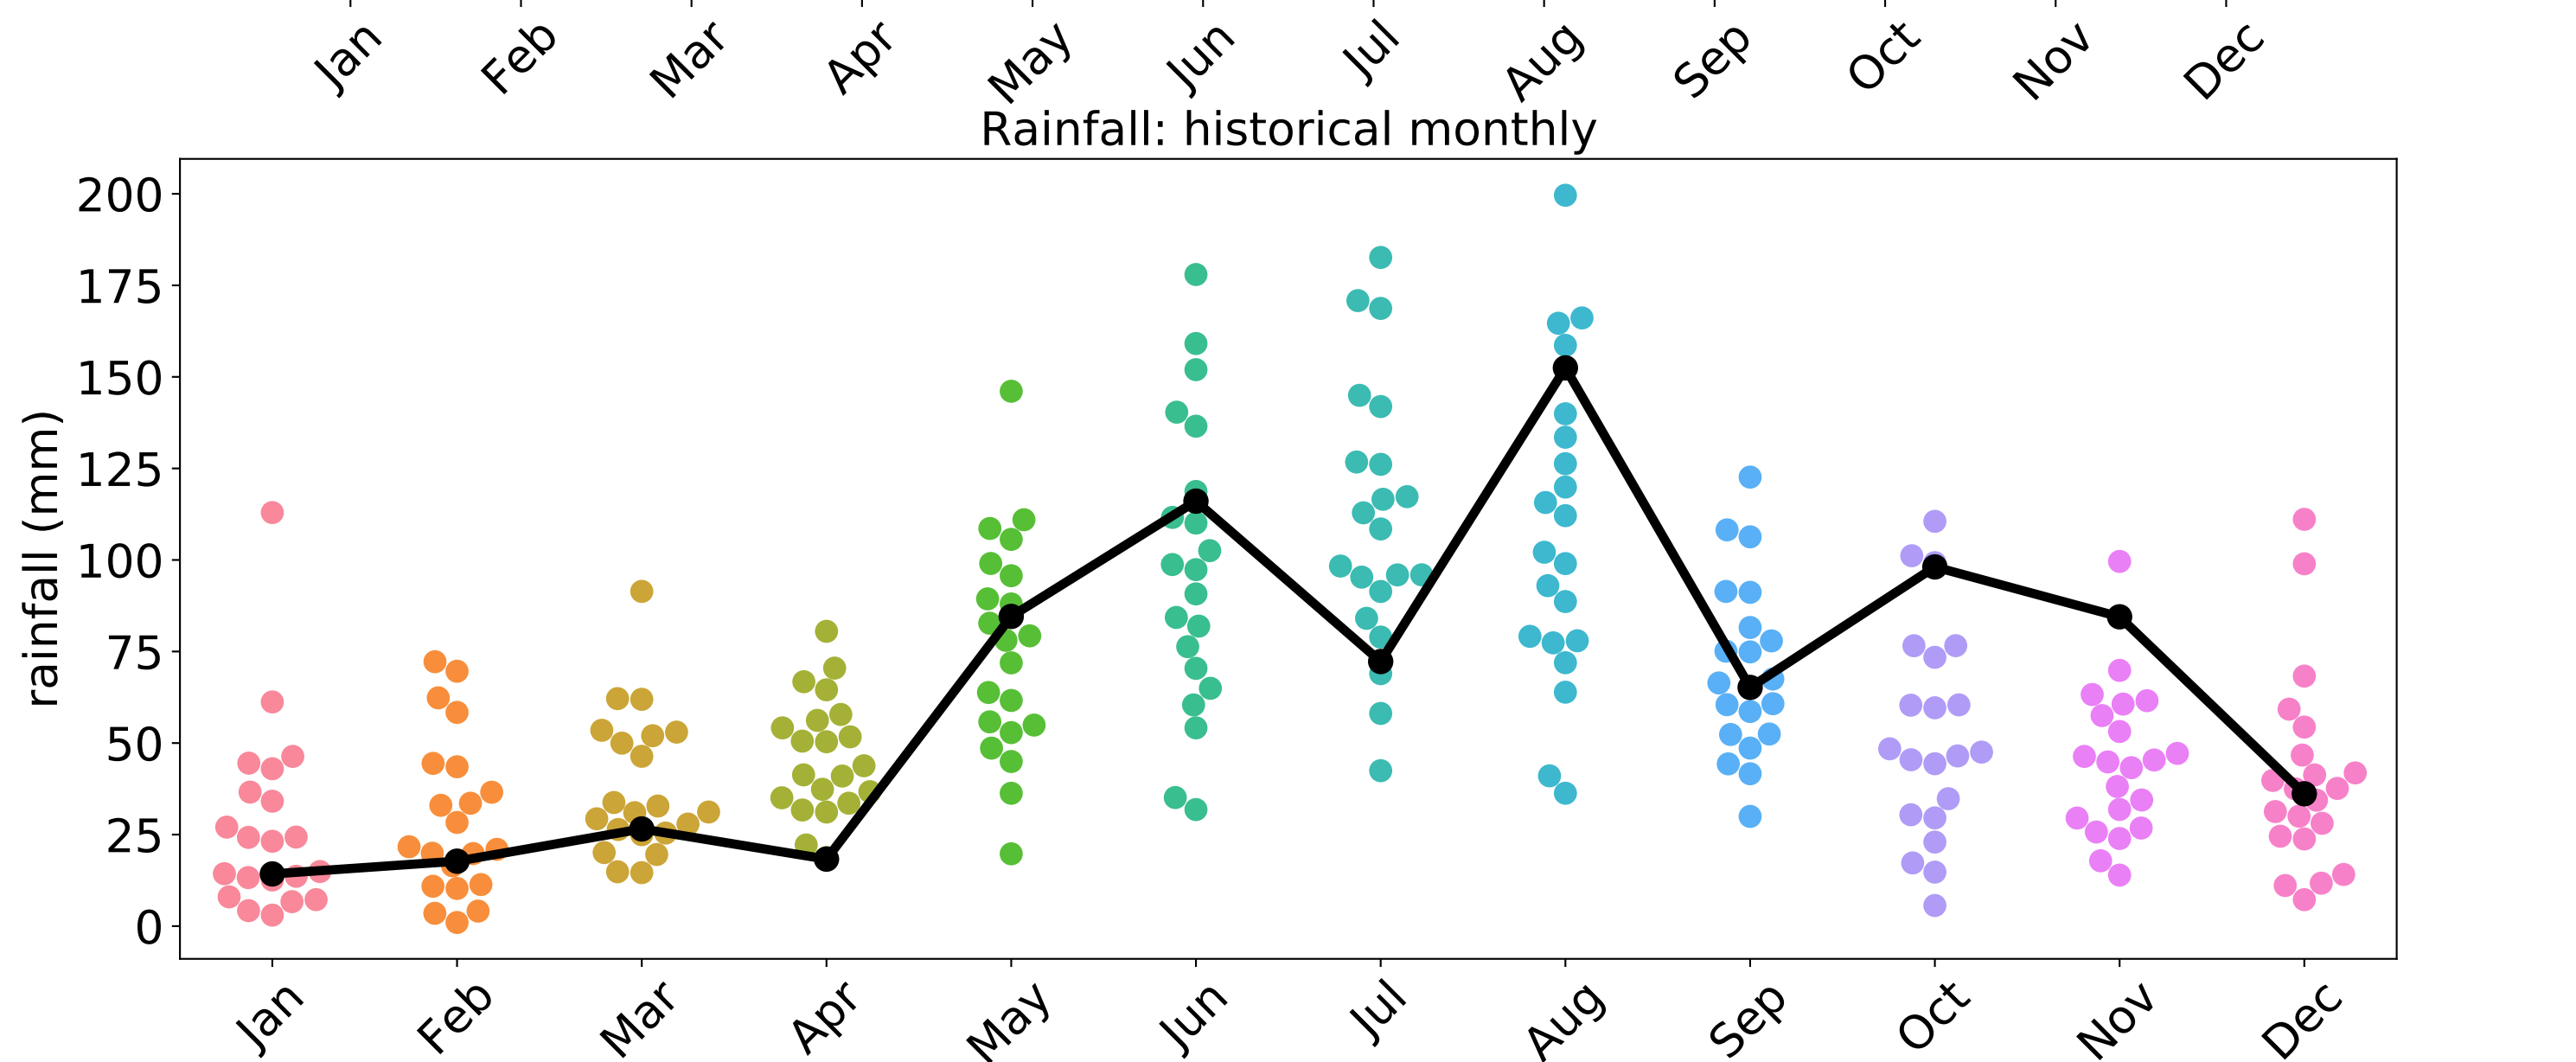 Jan Feb Mar Apr May Jun Jul Aug Sep Oct Nov Dec
Rainfall: historical monthly
200
175
150
125
100
75
50
25
0
rainfall (mm)
Jan Feb Mar Apr May Jun Jul Aug Sep Oct Nov Dec